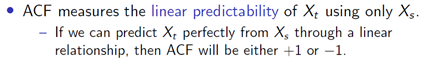 • ACF measures the linear predictability of Xₜ using only Xₛ.
– If we can predict Xₜ perfectly from Xₛ through a linear
relationship, then ACF will be either +1 or −1.